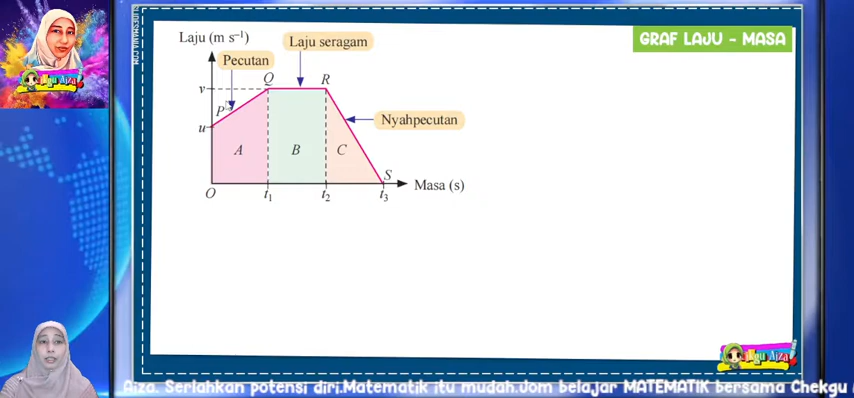 GRAF LAJU - MASA
Laju (m s⁻¹)
Laju seragam
Pecutan
Q
R
v
P
Nyahpecutan
u
A
B
C
S
O
t₁
t₂
t₃
Masa (s)
Aiza. Serlahkan potensi diri.Matematik itu mudah.Jom belajar MATEMATIK bersama Chekgu